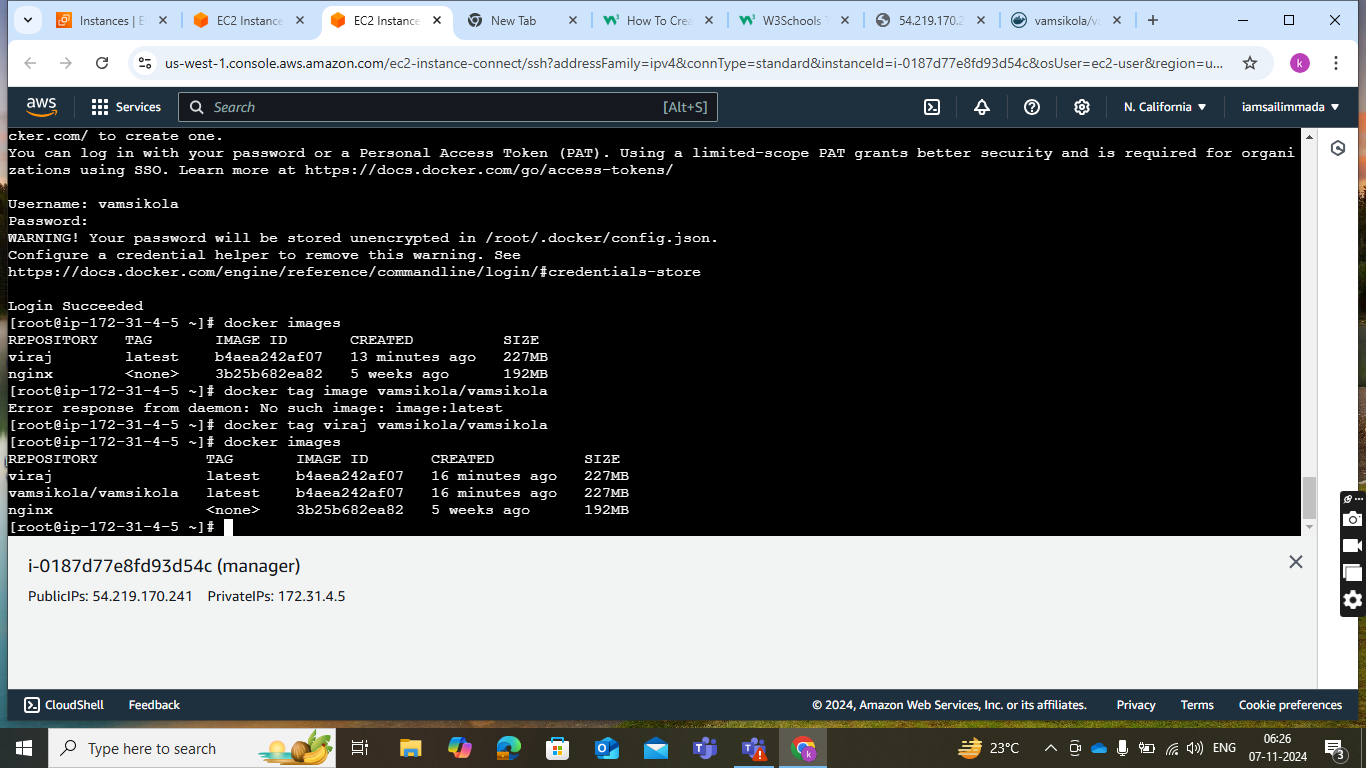 Instances | E
EC2 Instance
EC2 Instance
New Tab
How To Crea
W3Schools T
54.219.170.2
vamsikola/va
us-west-1.console.aws.amazon.com/ec2-instance-connect/ssh?addressFamily=ipv4&connType=standard&instanceId=i-0187d77e8fd93d54c&osUser=ec2-user&region=u...
k
aws
Services
Search
[Alt+S]
N. California
iamsailimmada
cker.com/ to create one.
You can log in with your password or a Personal Access Token (PAT). Using a limited-scope PAT grants better security and is required for organi
zations using SSO. Learn more at https://docs.docker.com/go/access-tokens/
Username: vamsikola
Password:
WARNING! Your password will be stored unencrypted in /root/.docker/config.json.
Configure a credential helper to remove this warning. See
https://docs.docker.com/engine/reference/commandline/login/#credentials-store
Login Succeeded
[root@ip-172-31-4-5 ~]# docker images
REPOSITORY   TAG       IMAGE ID       CREATED          SIZE
viraj        latest    b4aea242af07   13 minutes ago   227MB
nginx        <none>    3b25b682ea82   5 weeks ago      192MB
[root@ip-172-31-4-5 ~]# docker tag image vamsikola/vamsikola
Error response from daemon: No such image: image:latest
[root@ip-172-31-4-5 ~]# docker tag viraj vamsikola/vamsikola
[root@ip-172-31-4-5 ~]# docker images
REPOSITORY            TAG       IMAGE ID       CREATED          SIZE
viraj                 latest    b4aea242af07   16 minutes ago   227MB
vamsikola/vamsikola   latest    b4aea242af07   16 minutes ago   227MB
nginx                 <none>    3b25b682ea82   5 weeks ago      192MB
[root@ip-172-31-4-5 ~]#
i-0187d77e8fd93d54c (manager)
PublicIPs: 54.219.170.241 PrivateIPs: 172.31.4.5
CloudShell
Feedback
© 2024, Amazon Web Services, Inc. or its affiliates.
Privacy
Terms
Cookie preferences
Type here to search
k
23°C
ENG
06:26
07-11-2024
3